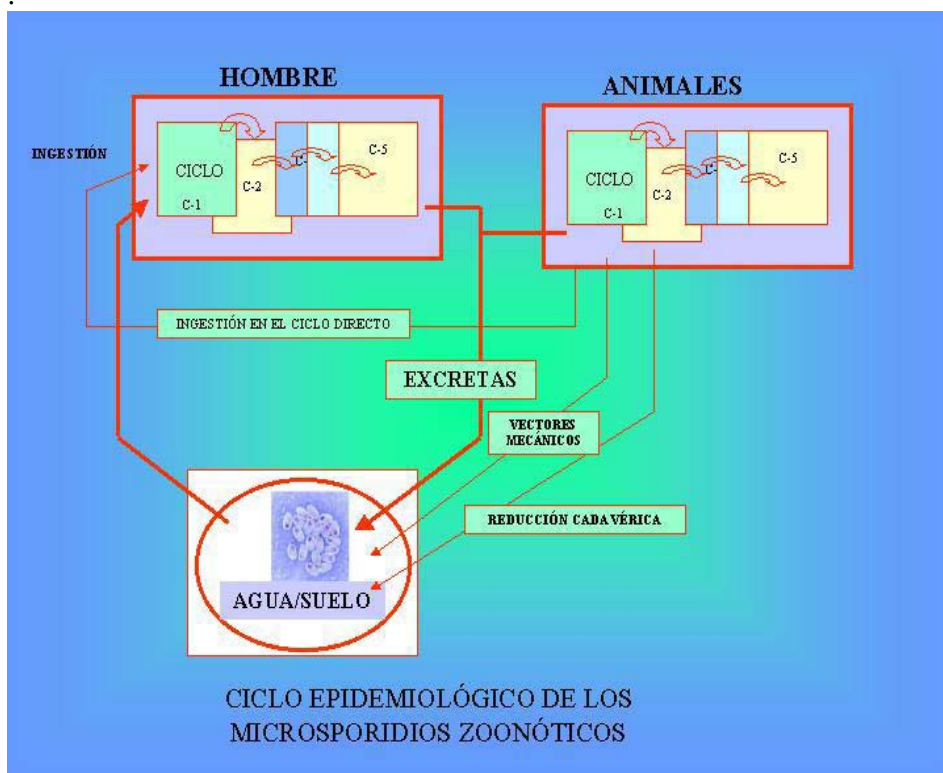 HOMBRE
ANIMALES
INGESTIÓN
CICLO
C-1
C-2
C-
C-5
CICLO
C-1
C-2
C-
C-5
INGESTIÓN EN EL CICLO DIRECTO
EXCRETAS
VECTORES
MECÁNICOS
REDUCCIÓN CADAVÉRICA
AGUA/SUELO
CICLO EPIDEMIOLÓGICO DE LOS
MICROSPORIDIOS ZOONÓTICOS